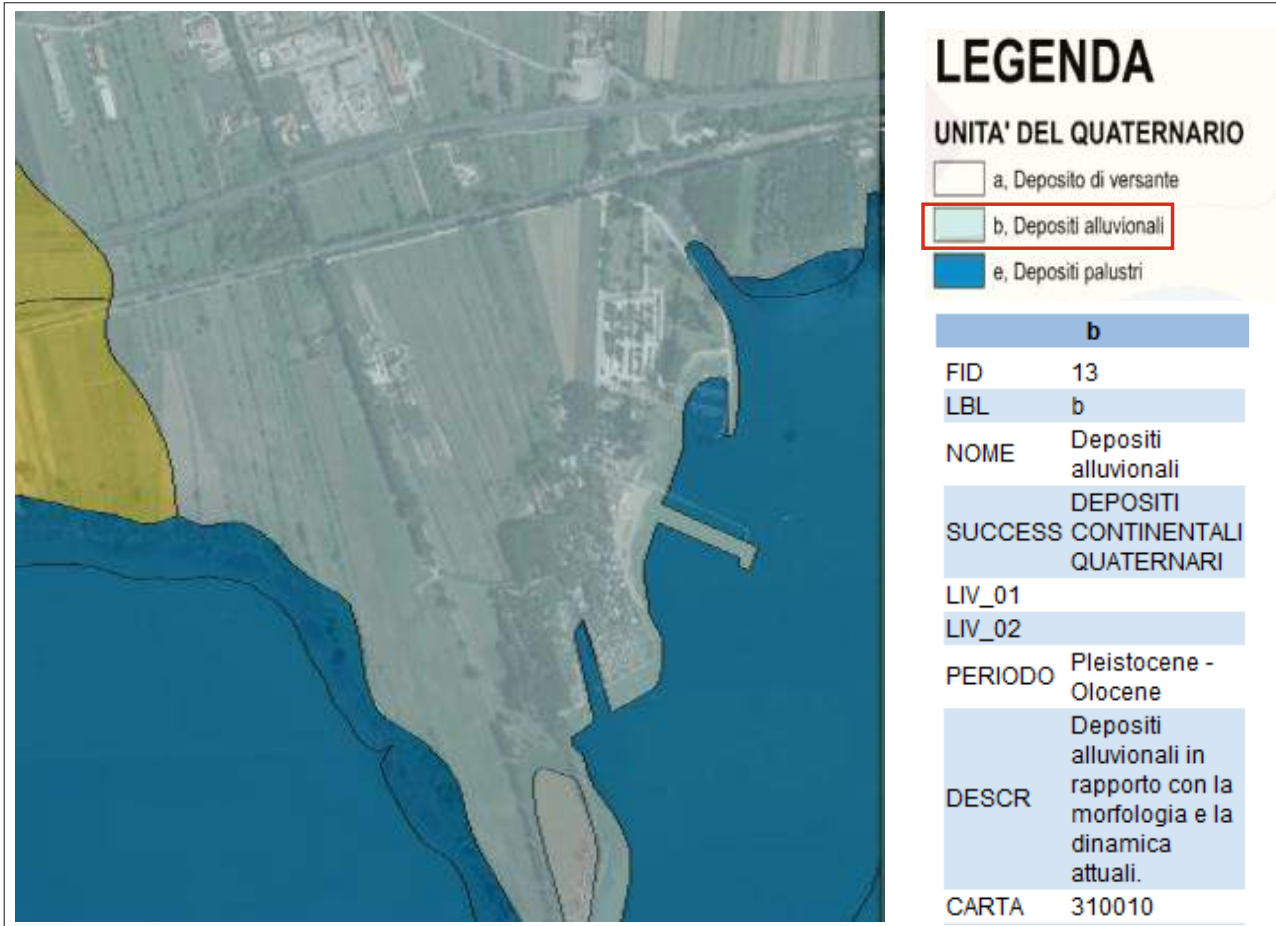 LEGENDA
UNITA' DEL QUATERNARIO
a, Deposito di versante
b, Depositi alluvionali
e, Depositi palustri
b
FID 13
LBL b
NOME Depositi
alluvionali
SUCCESS DEPOSITI
CONTINENTALI
QUATERNARI
LIV_01
LIV_02
PERIODO Pleistocene -
Olocene
DESCR Depositi
alluvionali in
rapporto con la
morfologia e la
dinamica
attuali.
CARTA 310010